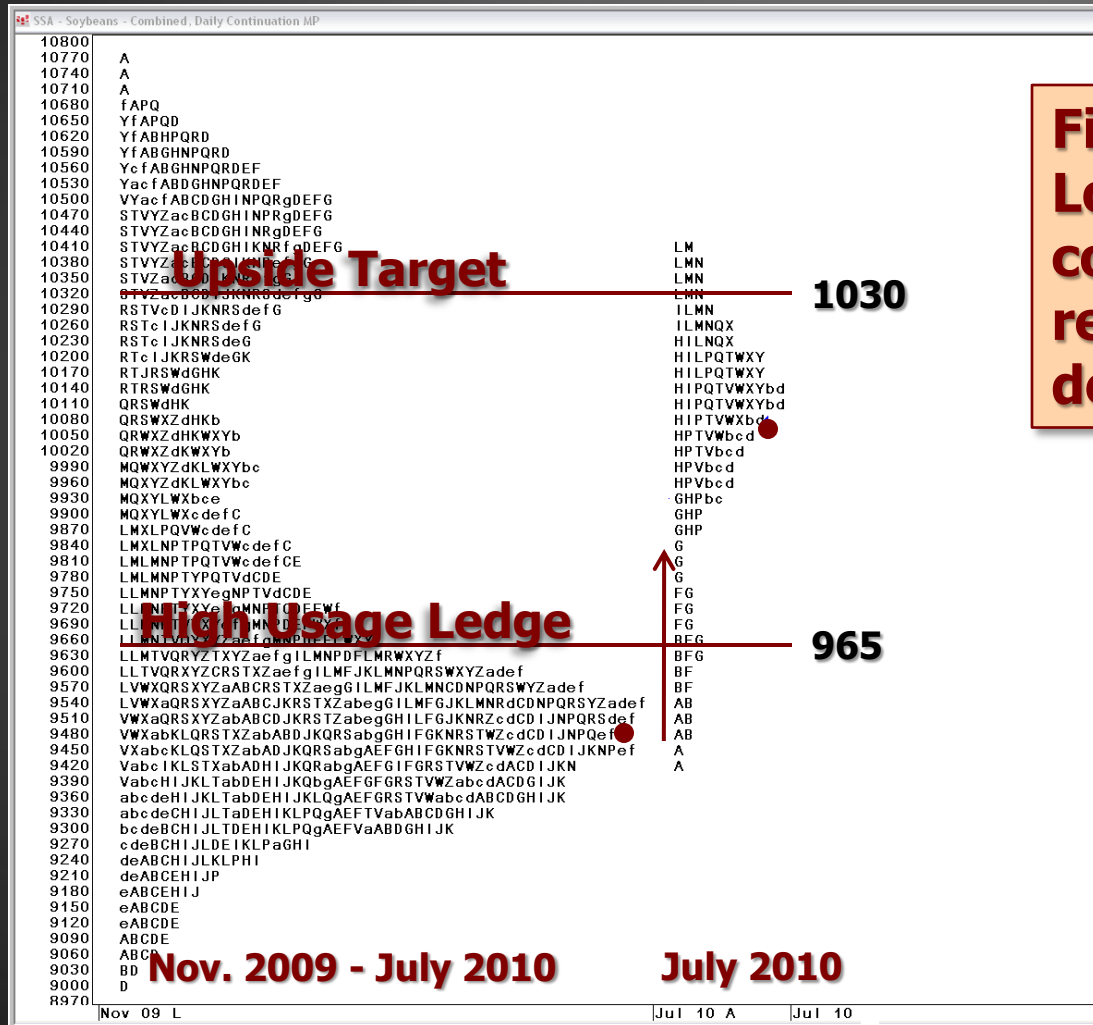 SSA - Soybeans - Combined, Daily Continuation MP
10800
10770 A
10740 A
10710 A
10680 fAPQ
10650 YfAPQD
10620 YfABHPQRD
10590 YfABGHNPQRD
10560 YcfABGHNPQRDEF
10530 YacfABDGHNPQRDEF
10500 VYacfABCDGHINPQRgDEFG
10470 STVYZacBCDGHINPRgDEFG
10440 STVYZacBCDGHINRgDEFG
10410 STVYZacBCDGHIKNRfgDEFG LM
10380 LMN
Upside Target
10350 LMN
10320 LMN
1030
10290 RSTVcDIJKNRSdefG ILMN
10260 RSTcIJKNRSdefG ILMNQX
10230 RSTcIJKNRSdeG HILNQX
10200 RTcIJKRSWdeGK HILPQTWXY
10170 RTJRSWdGHK HILPQTWXY
10140 RTRSWdGHK HIPQTVWXYbd
10110 QRSWdHK HIPQTVWXYbd
10080 QRSWXZdHKb HIPTVWXbd
10050 QRWXZdHKWXYb HPTVWbcd
10020 QRWXZdKWXYb HPTVbcd
9990 MQWXYZdKLWXYbc HPVbcd
9960 MQXYZdKLWXYbc HPVbcd
9930 MQXYLWXbce GHPbc
9900 MQXYLWXcdefC GHP
9870 LMXLPQVWcdefC GHP
9840 LMXLNPTPQTVWcdefC G
9810 LMLMNPTPQTVWcdefCE G
9780 LMLMNPTYPQTVdCDE G
9750 LLMNPTYXYegNPTVdCDE FG
9720 FG
High Usage Ledge
9690 FG
9660 BFG
965
9630 LLMTVQRYZTXYZaefgILMNPDFLMRWXYZf BFG
9600 LLTVQRXYZCRSTXZaefgILMFJKLMNPQRSWXYZadef BF
9570 LVWXQRSXYZaABCRSTXZaegGILMFJKLMNCDNPQRSWYZadef BF
9540 LVWXaQRSXYZaABCJKRSTXZabegGILMFGJKLMNRdCDNPQRSYZadef AB
9510 VWXaQRSXYZabABCDJKRSTZabegGHILFGJKNRZcdCDIJNPQRSdef AB
9480 VWXabKLQRSTXZabABDJKQRSabgGHIFGKNRSTWZcdCDIJNPQef AB
9450 VXabcKLQSTXZabADJKQRSabgAEFGHIFGKNRSTVWZcdCDIJKNPef A
9420 VabcIKLSTXabADHIJKQRabgAEFGIFGRSTVWZcdACDIJKN A
9390 VabcHIJKLTabDEHIJKQbgAEFGFGRSTVWZabcdACDGIJK
9360 abcdeHIJKLTabDEHIJKLQgAEFGRSTVWabcdABCDGHIJK
9330 abcdeCHIJLTaDEHIKLPQgAEFTVabABCDGHIJK
9300 bcdeBCHIJLTDEHIKLPQgAEFVaABDGHIJK
9270 cdeBCHIJLDEIKLPaGHI
9240 deABCHIJLKLPHI
9210 deABCEHIJP
9180 eABCEHIJ
9150 eABCDE
9120 eABCDE
9090 ABCDE
9060
9030 BD
Nov. 2009 - July 2010 July 2010
9000 D
8970
Nov 09 L Jul 10 A Jul 10